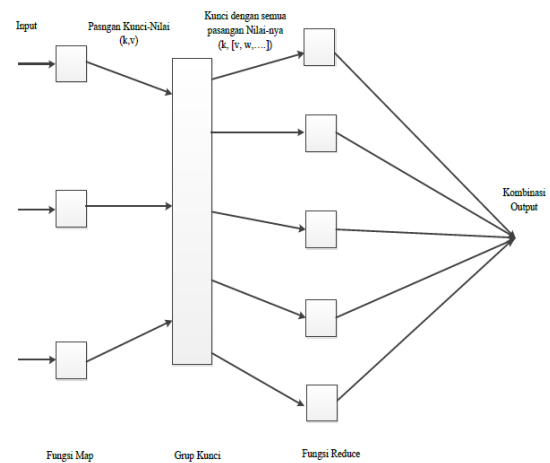 Input
Pasngan Kunci-Nilai
(k,v)
Kunci dengan semua
pasangan Nilai-nya
(k, [v, w,….])
Kombinasi
Output
Fungsi Map
Grup Kunci
Fungsi Reduce